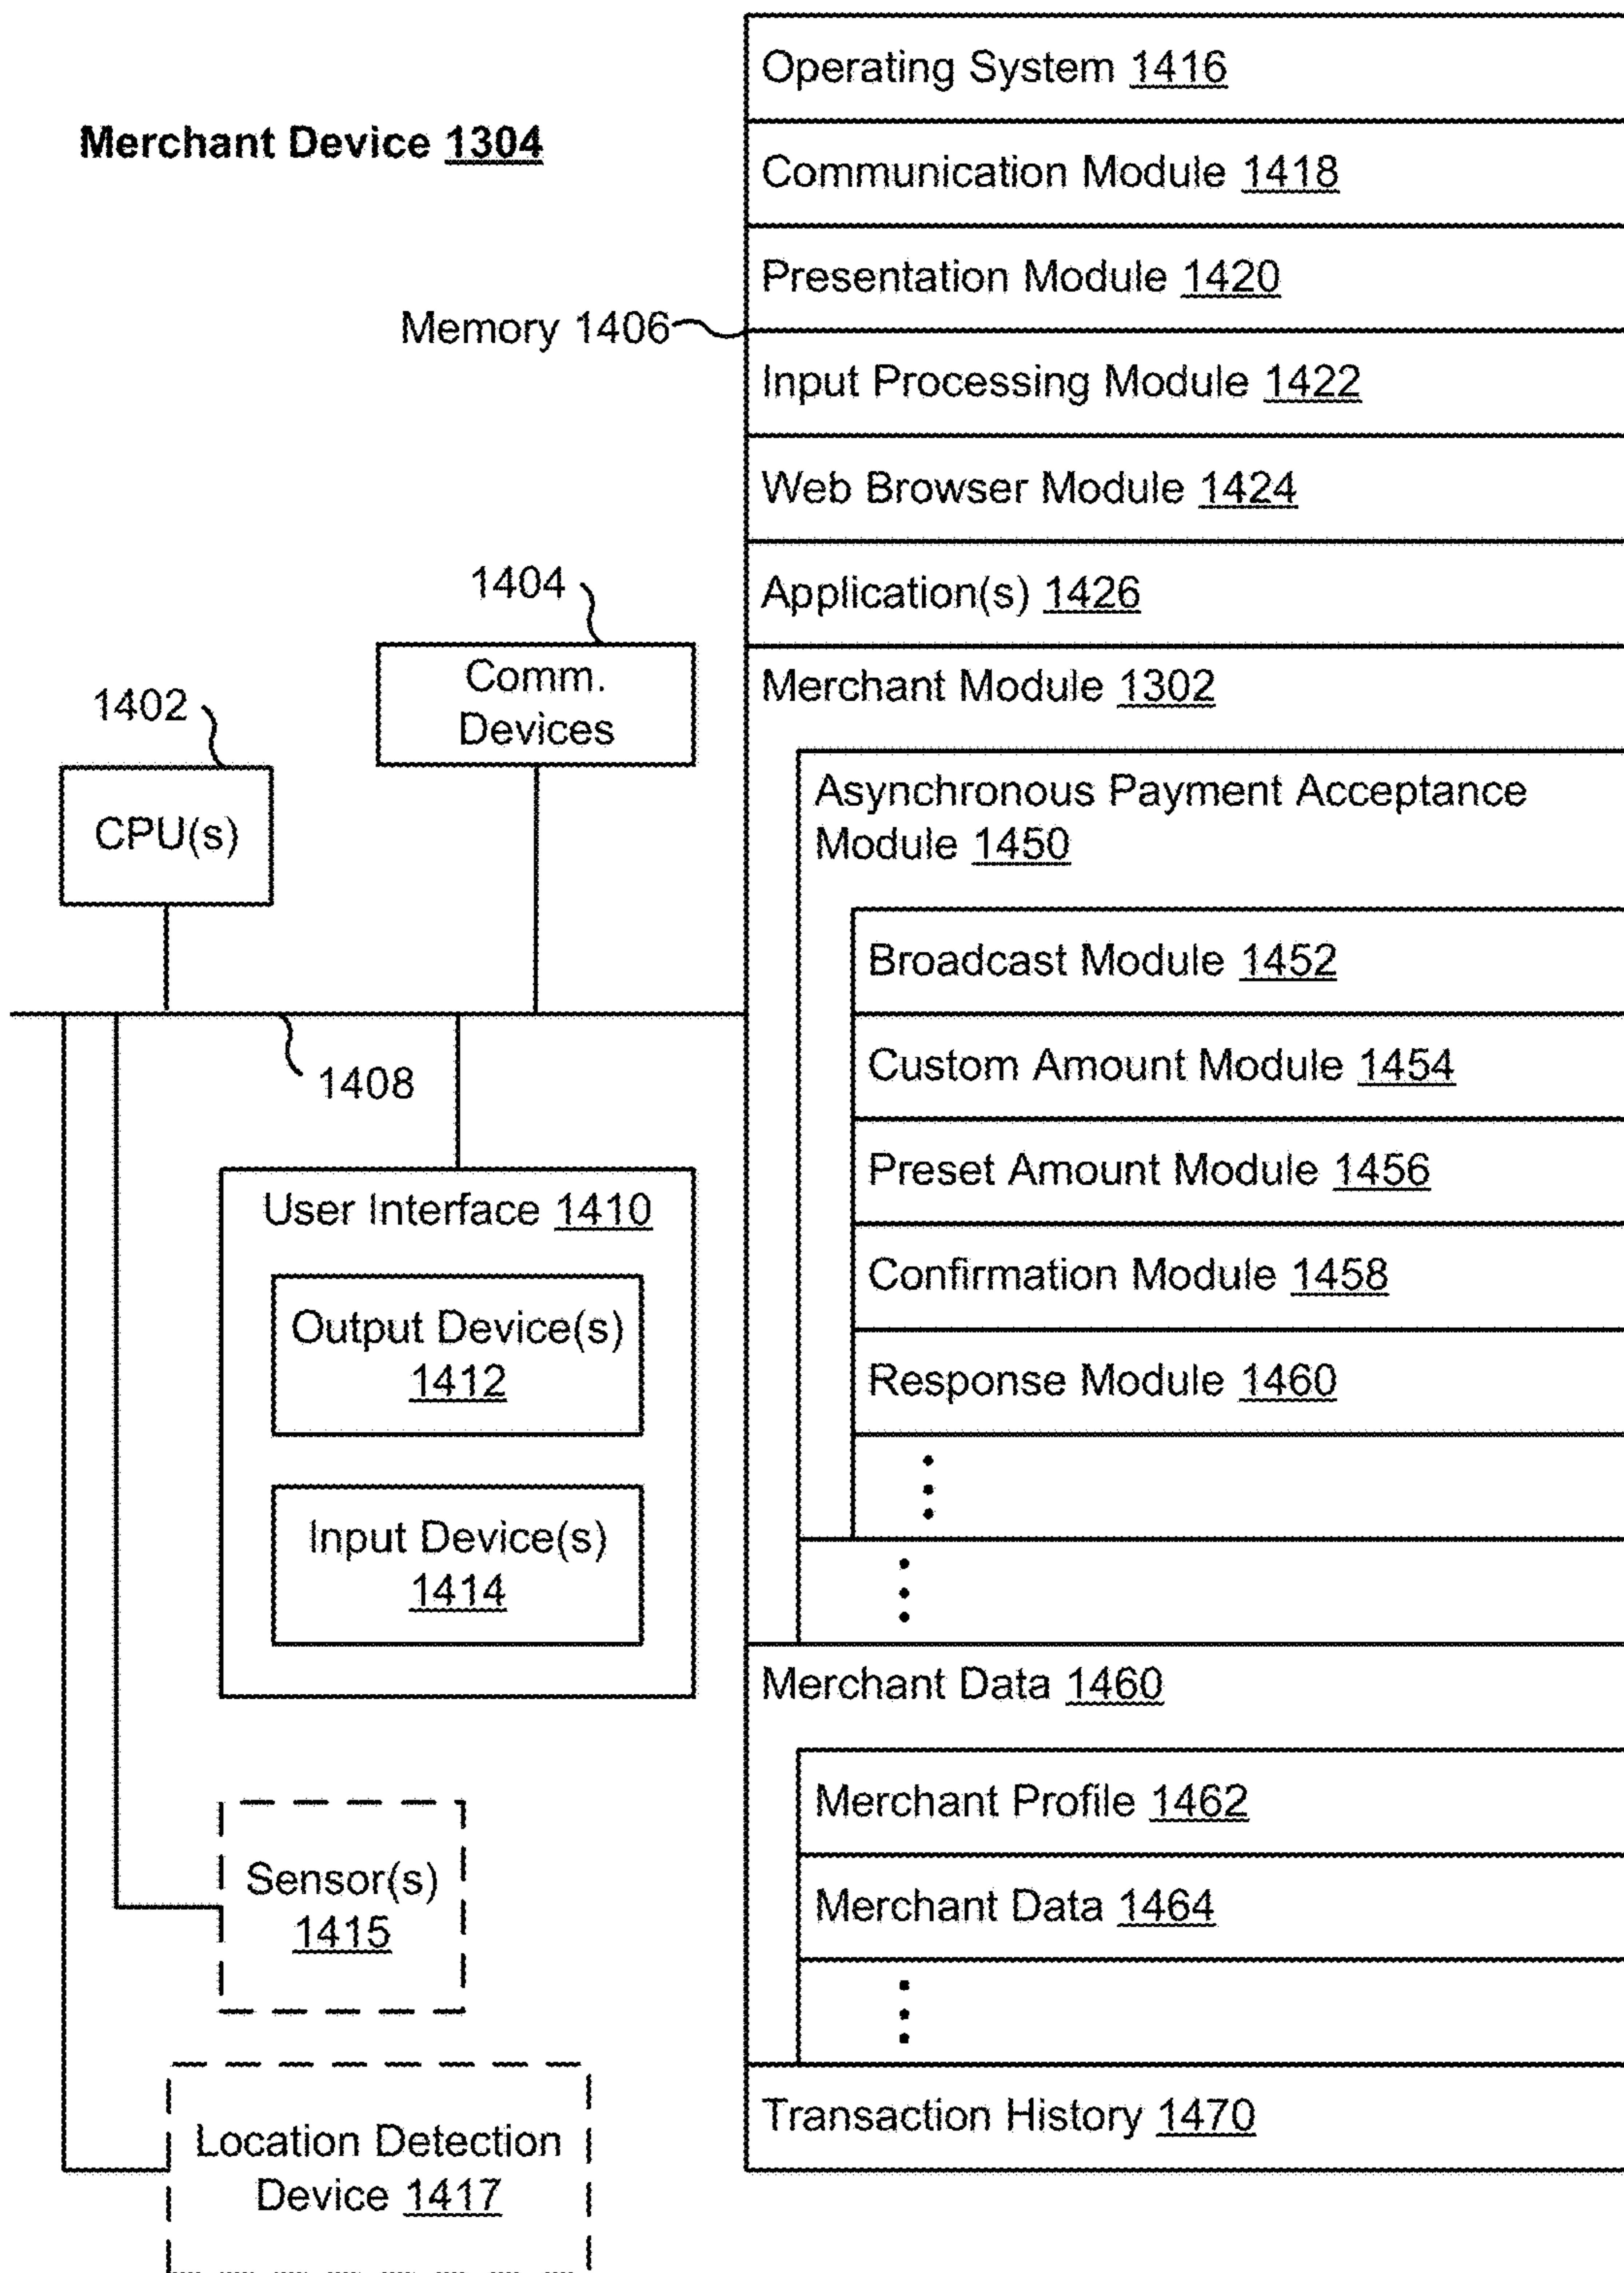 Merchant Device 1304
Memory 1406
1404
Comm.
Devices
1402
CPU(s)
1408
User Interface 1410
Output Device(s)
1412
Input Device(s)
1414
Sensor(s)
1415
Location Detection
Device 1417
Operating System 1416
Communication Module 1418
Presentation Module 1420
Input Processing Module 1422
Web Browser Module 1424
Application(s) 1426
Merchant Module 1302
Asynchronous Payment Acceptance
Module 1450
Broadcast Module 1452
Custom Amount Module 1454
Preset Amount Module 1456
Confirmation Module 1458
Response Module 1460
Merchant Data 1460
Merchant Profile 1462
Merchant Data 1464
Transaction History 1470